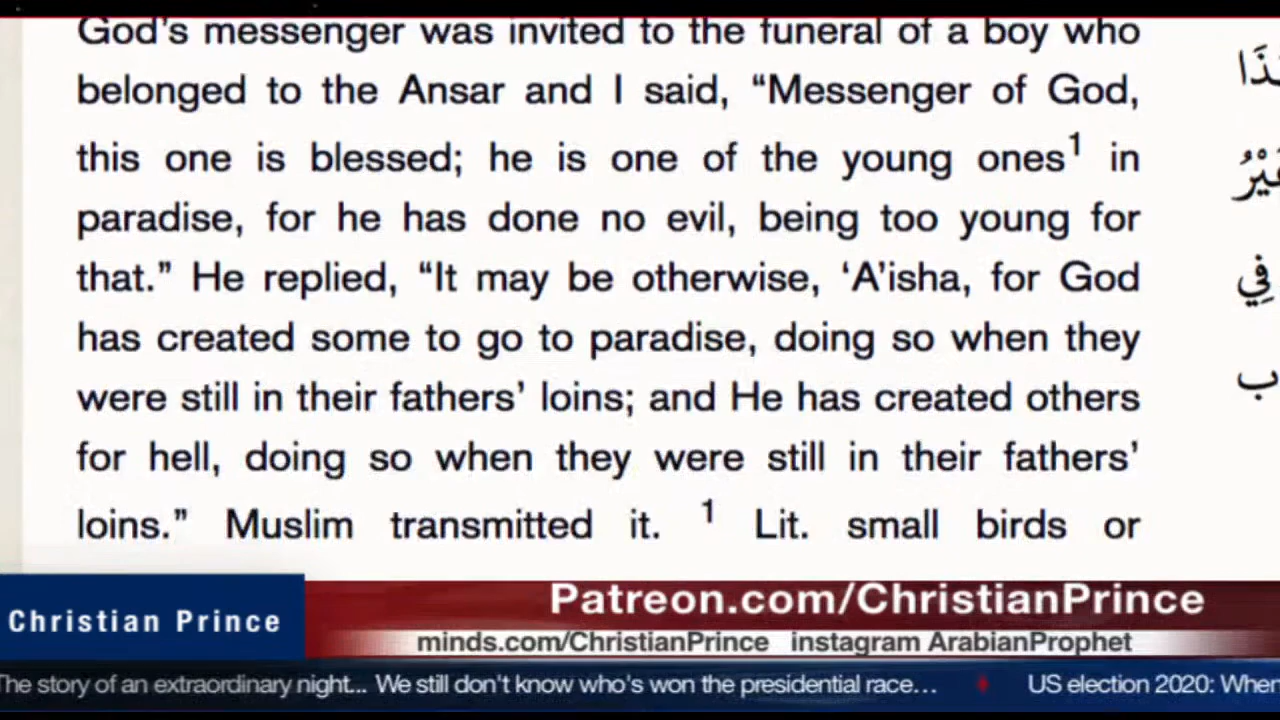 God's messenger was invited to the funeral of a boy who
belonged to the Ansar and I said, “Messenger of God,
this one is blessed; he is one of the young ones¹ in
paradise, for he has done no evil, being too young for
that.” He replied, “It may be otherwise, ‘A’isha, for God
has created some to go to paradise, doing so when they
were still in their fathers’ loins; and He has created others
for hell, doing so when they were still in their fathers’
loins.” Muslim transmitted it. ¹ Lit. small birds or
في
Christian Prince
Patreon.com/ChristianPrince
minds.com/ChristianPrince instagram ArabianProphet
The story of an extraordinary night... We still don't know who's won the presidential race... US election 2020: When